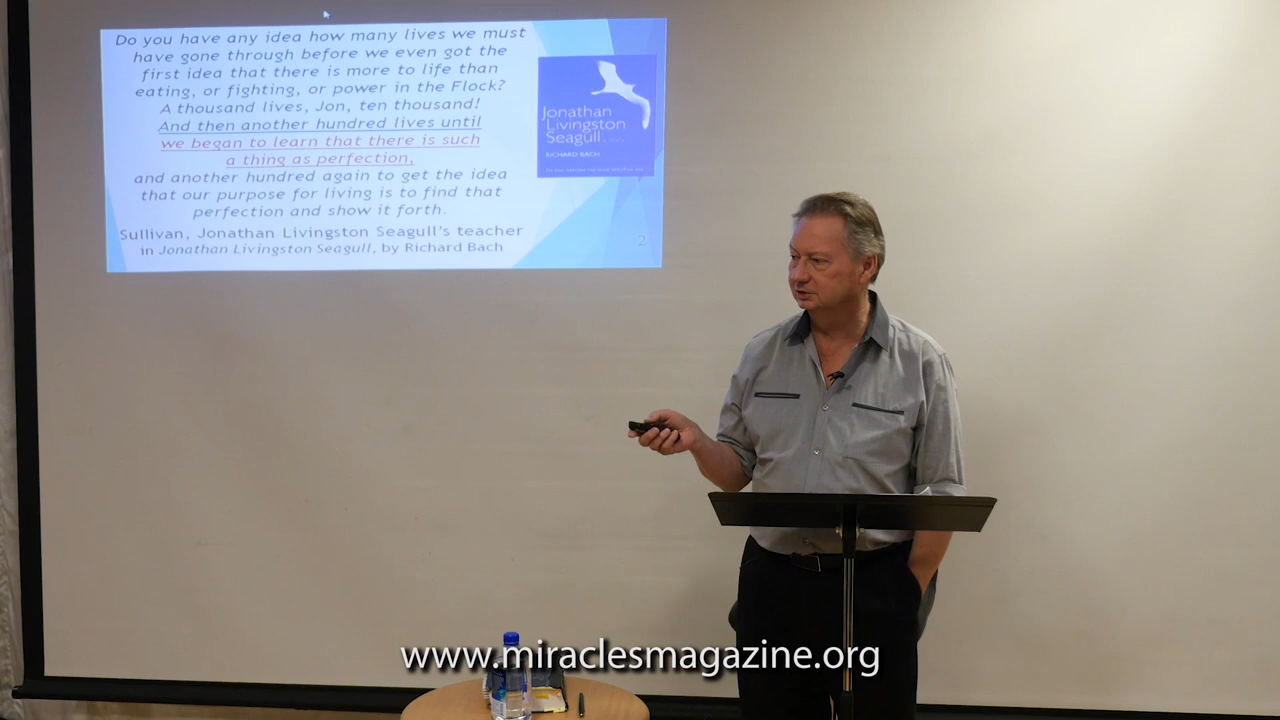 Do you have any idea how many lives we must
have gone through before we even got the
first idea that there is more to life than
eating, or fighting, or power in the Flock?
A thousand lives, Jon, ten thousand!
And then another hundred lives until
we began to learn that there is such
a thing as perfection,
and another hundred again to get the idea
that our purpose for living is to find that
perfection and show it forth.
Sullivan, Jonathan Livingston Seagull's teacher
in Jonathan Livingston Seagull, by Richard Bach
Jonathan
Livingston
Seagull
RICHARD BACH
2
www.miraclesmagazine.org